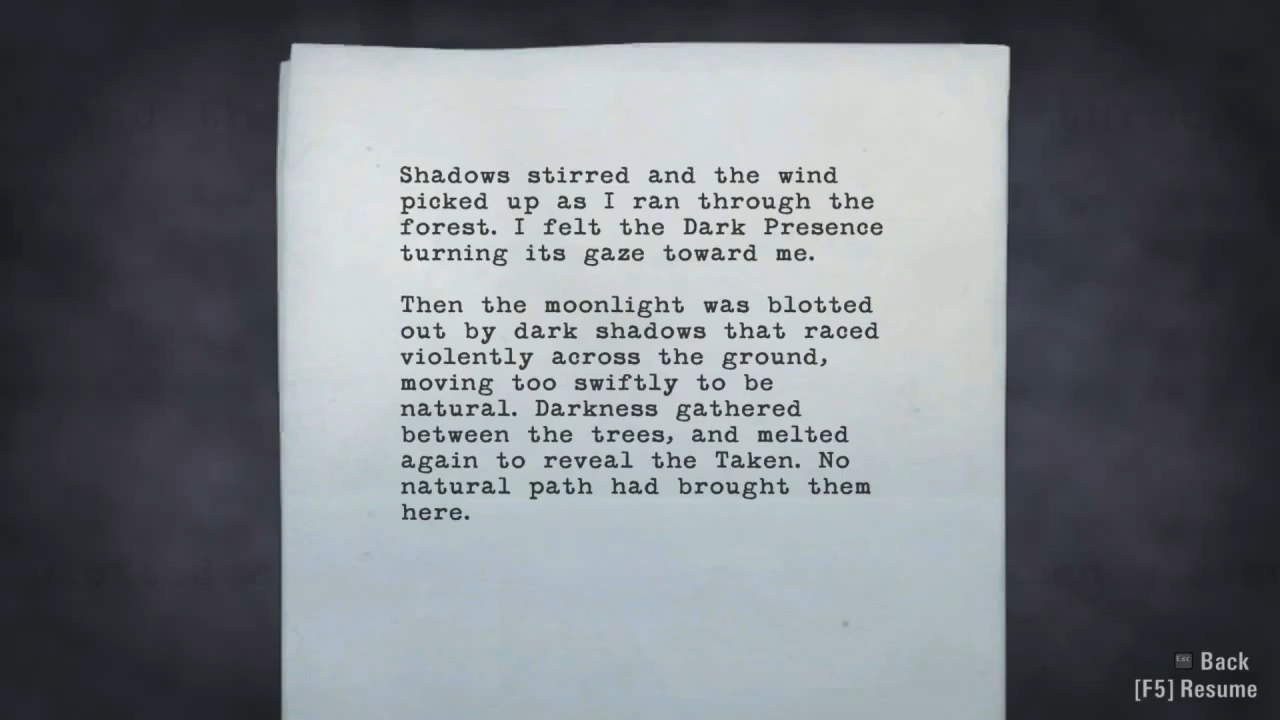 Shadows stirred and the wind
picked up as I ran through the
forest. I felt the Dark Presence
turning its gaze toward me.
Then the moonlight was blotted
out by dark shadows that raced
violently across the ground,
moving too swiftly to be
natural. Darkness gathered
between the trees, and melted
again to reveal the Taken. No
natural path had brought them
here.
Esc Back
[F5] Resume